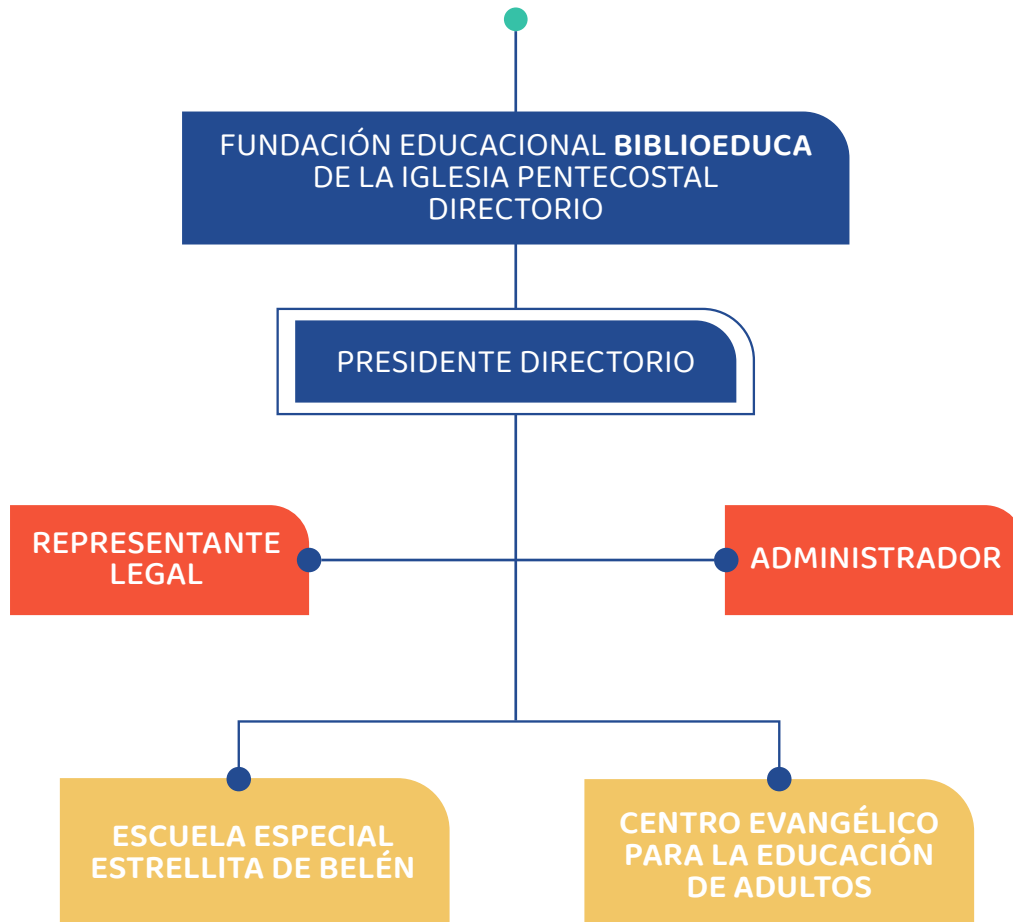 FUNDACIÓN EDUCACIONAL BIBLIOEDUCA
DE LA IGLESIA PENTECOSTAL
DIRECTORIO
PRESIDENTE DIRECTORIO
REPRESENTANTE
LEGAL
ADMINISTRADOR
ESCUELA ESPECIAL
ESTRELLITA DE BELÉN
CENTRO EVANGÉLICO
PARA LA EDUCACIÓN
DE ADULTOS